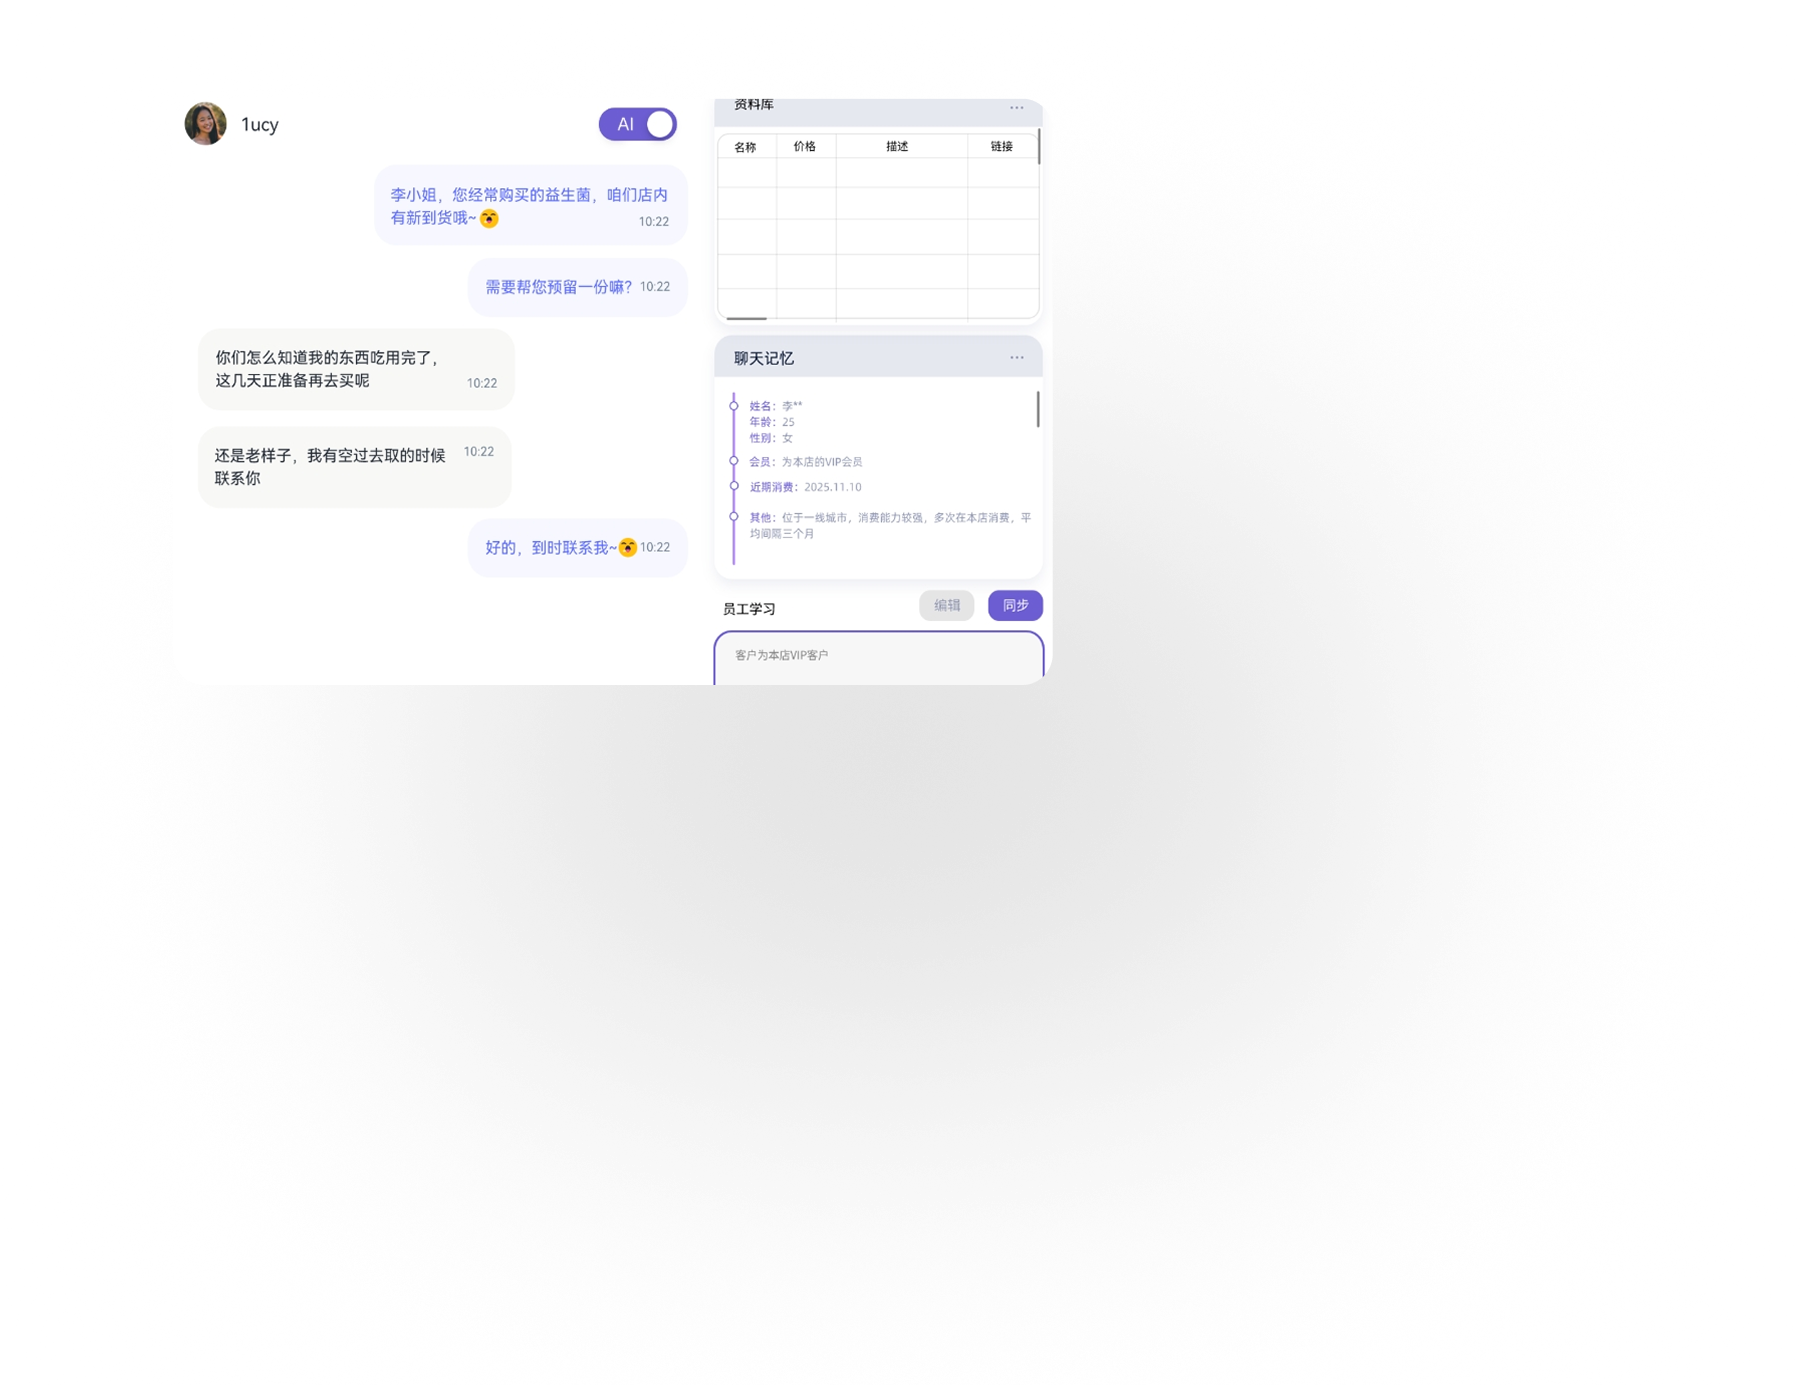 1ucy
AI
李小姐，您经常购买的益生菌，咱们店内
有新到货哦~
10:22
需要帮您预留一份嘛？ 10:22
你们怎么知道我的东西吃用完了，
这几天正准备再去买呢
10:22
还是老样子，我有空过去取的时候
联系你
10:22
好的，到时联系我~ 10:22
资料库
...
名称 价格 描述 链接
聊天记忆
...
姓名：李**
年龄：25
性别：女
会员：为本店的VIP会员
近期消费：2025.11.10
其他：位于一线城市，消费能力较强，多次在本店消费，平
均间隔三个月
员工学习
编辑
同步
客户为本店VIP客户